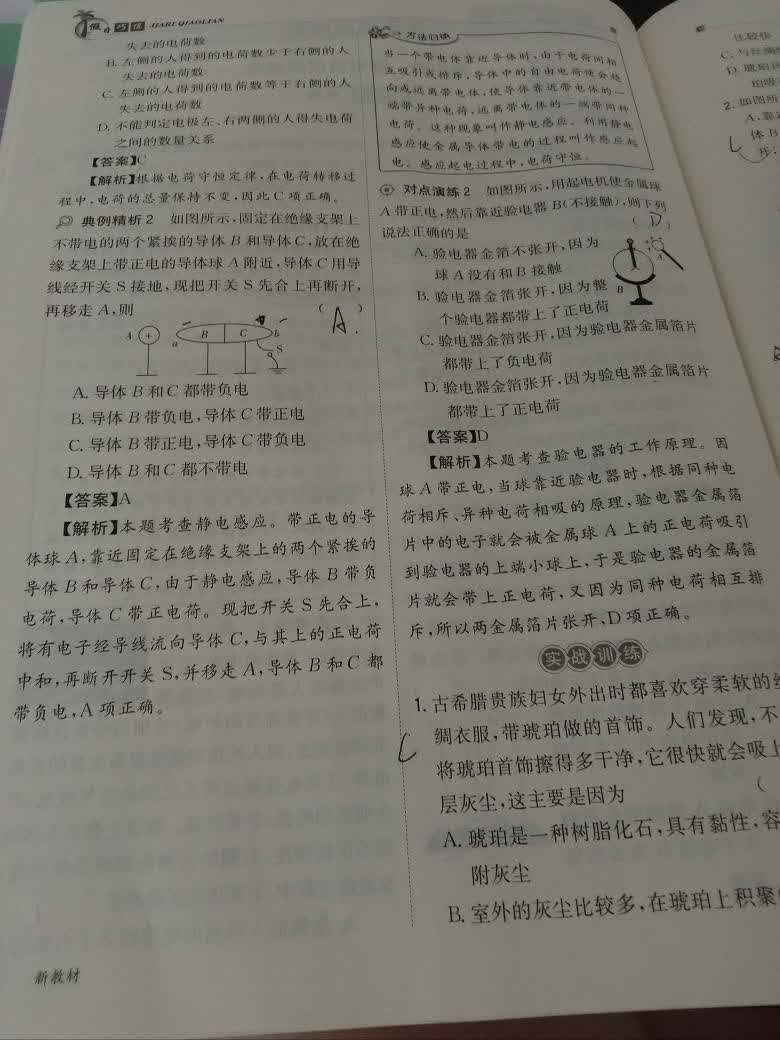 假日巧练 JIARI QIAOLIAN
失去的电荷数
B. 左侧的人得到的电荷数少于右侧的人
失去的电荷数
C. 左侧的人得到的电荷数等于右侧的人
失去的电荷数
D. 不能判定电极左、右两侧的人得失电荷
之间的数量关系
【答案】C
【解析】根据电荷守恒定律,在电荷转移过
程中,电荷的总量保持不变,因此C项正确。
典例精析2 如图所示,固定在绝缘支架上
不带电的两个紧挨的导体B和导体C,放在绝
缘支架上带正电的导体球A附近,导体C用导
线经开关S接地,现把开关S先合上再断开,
再移走A,则 ( A. )
A + a B C b
S
A. 导体B和C都带负电
B. 导体B带负电,导体C带正电
C. 导体B带正电,导体C带负电
D. 导体B和C都不带电
【答案】A
【解析】本题考查静电感应。带正电的导
体球A,靠近固定在绝缘支架上的两个紧挨的
导体B和导体C,由于静电感应,导体B带负
电荷,导体C带正电荷。现把开关S先合上,
将有电子经导线流向导体C,与其上的正电荷
中和,再断开开关S,并移走A,导体B和C都
带负电,A项正确。
新教材
方法归纳
当一个带电体靠近导体时,由于电荷间相
互吸引或排斥,导体中的自由电荷便会趋
向或远离带电体,使导体靠近带电体的一
端带异种电荷,远离带电体的一端带同种
电荷。这种现象叫作静电感应。利用静电
感应使金属导体带电的过程叫作感应起
电。感应起电过程中,电荷守恒。
对点演练2 如图所示,用起电机使金属球
A带正电,然后靠近验电器B(不接触),则下列
说法正确的是 ( D )
A. 验电器金箔不张开,因为
球A没有和B接触
B. 验电器金箔张开,因为整
个验电器都带上了正电荷
A
B
C. 验电器金箔张开,因为验电器金属箔片
都带上了负电荷
D. 验电器金箔张开,因为验电器金属箔片
都带上了正电荷
【答案】D
【解析】本题考查验电器的工作原理。因
球A带正电,当球靠近验电器时,根据同种电
荷相斥、异种电荷相吸的原理,验电器金属箔
片中的电子就会被金属球A上的正电荷吸引
到验电器的上端小球上,于是验电器的金属箔
片就会带上正电荷,又因为同种电荷相互排
斥,所以两金属箔片张开,D项正确。
实战训练
1. 古希腊贵族妇女外出时都喜欢穿柔软的
绸衣服,带琥珀做的首饰。人们发现,不
C
将琥珀首饰擦得多干净,它很快就会吸上
层灰尘,这主要是因为 (
A. 琥珀是一种树脂化石,具有黏性,容
附灰尘
B. 室外的灰尘比较多,在琥珀上积聚
比较快
D. 琥珀
2. 如图所
体B